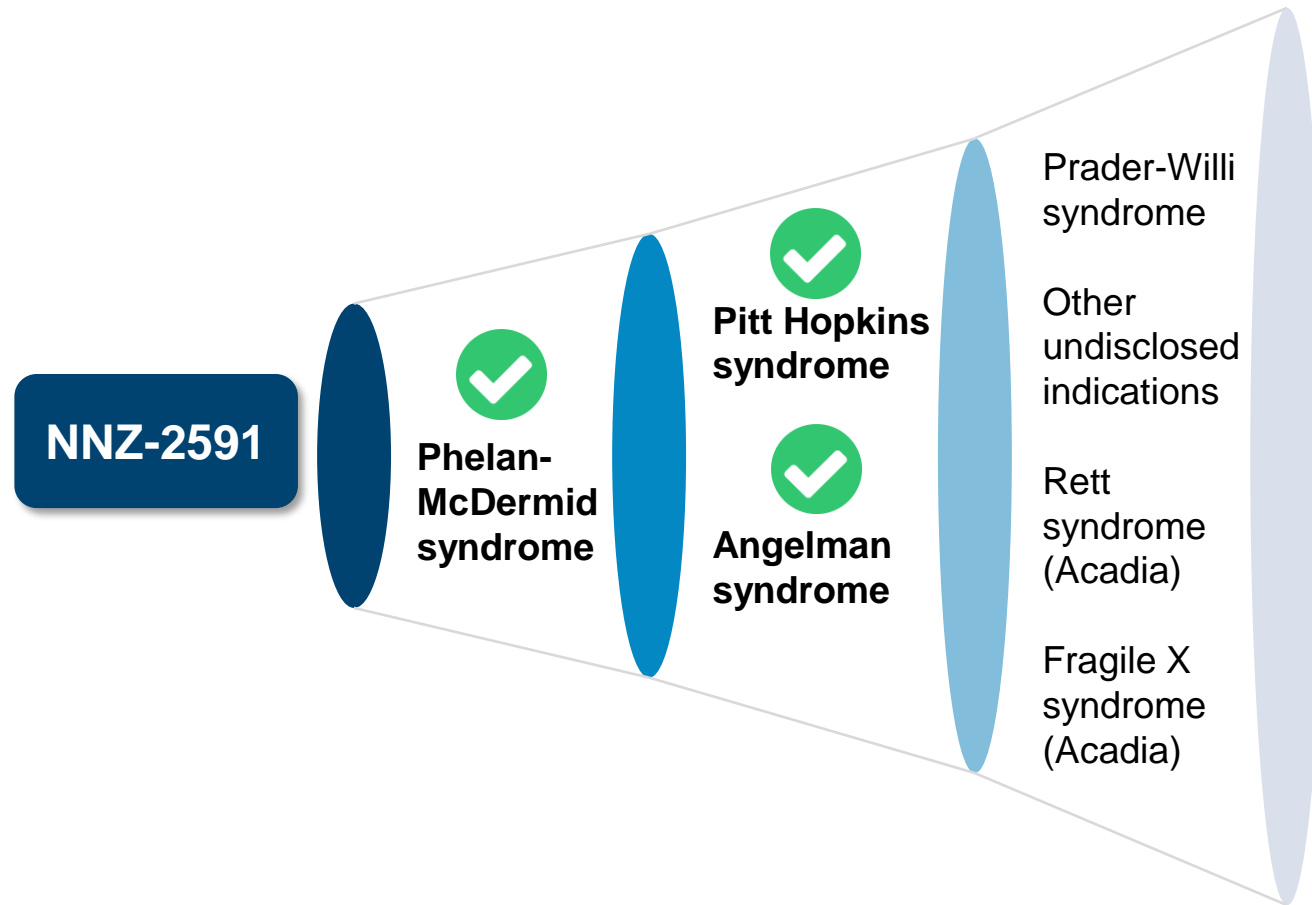 NNZ-2591
Phelan-
McDermid
syndrome
Pitt Hopkins
syndrome
Angelman
syndrome
Prader-Willi
syndrome
Other
undisclosed
indications
Rett
syndrome
(Acadia)
Fragile X
syndrome
(Acadia)